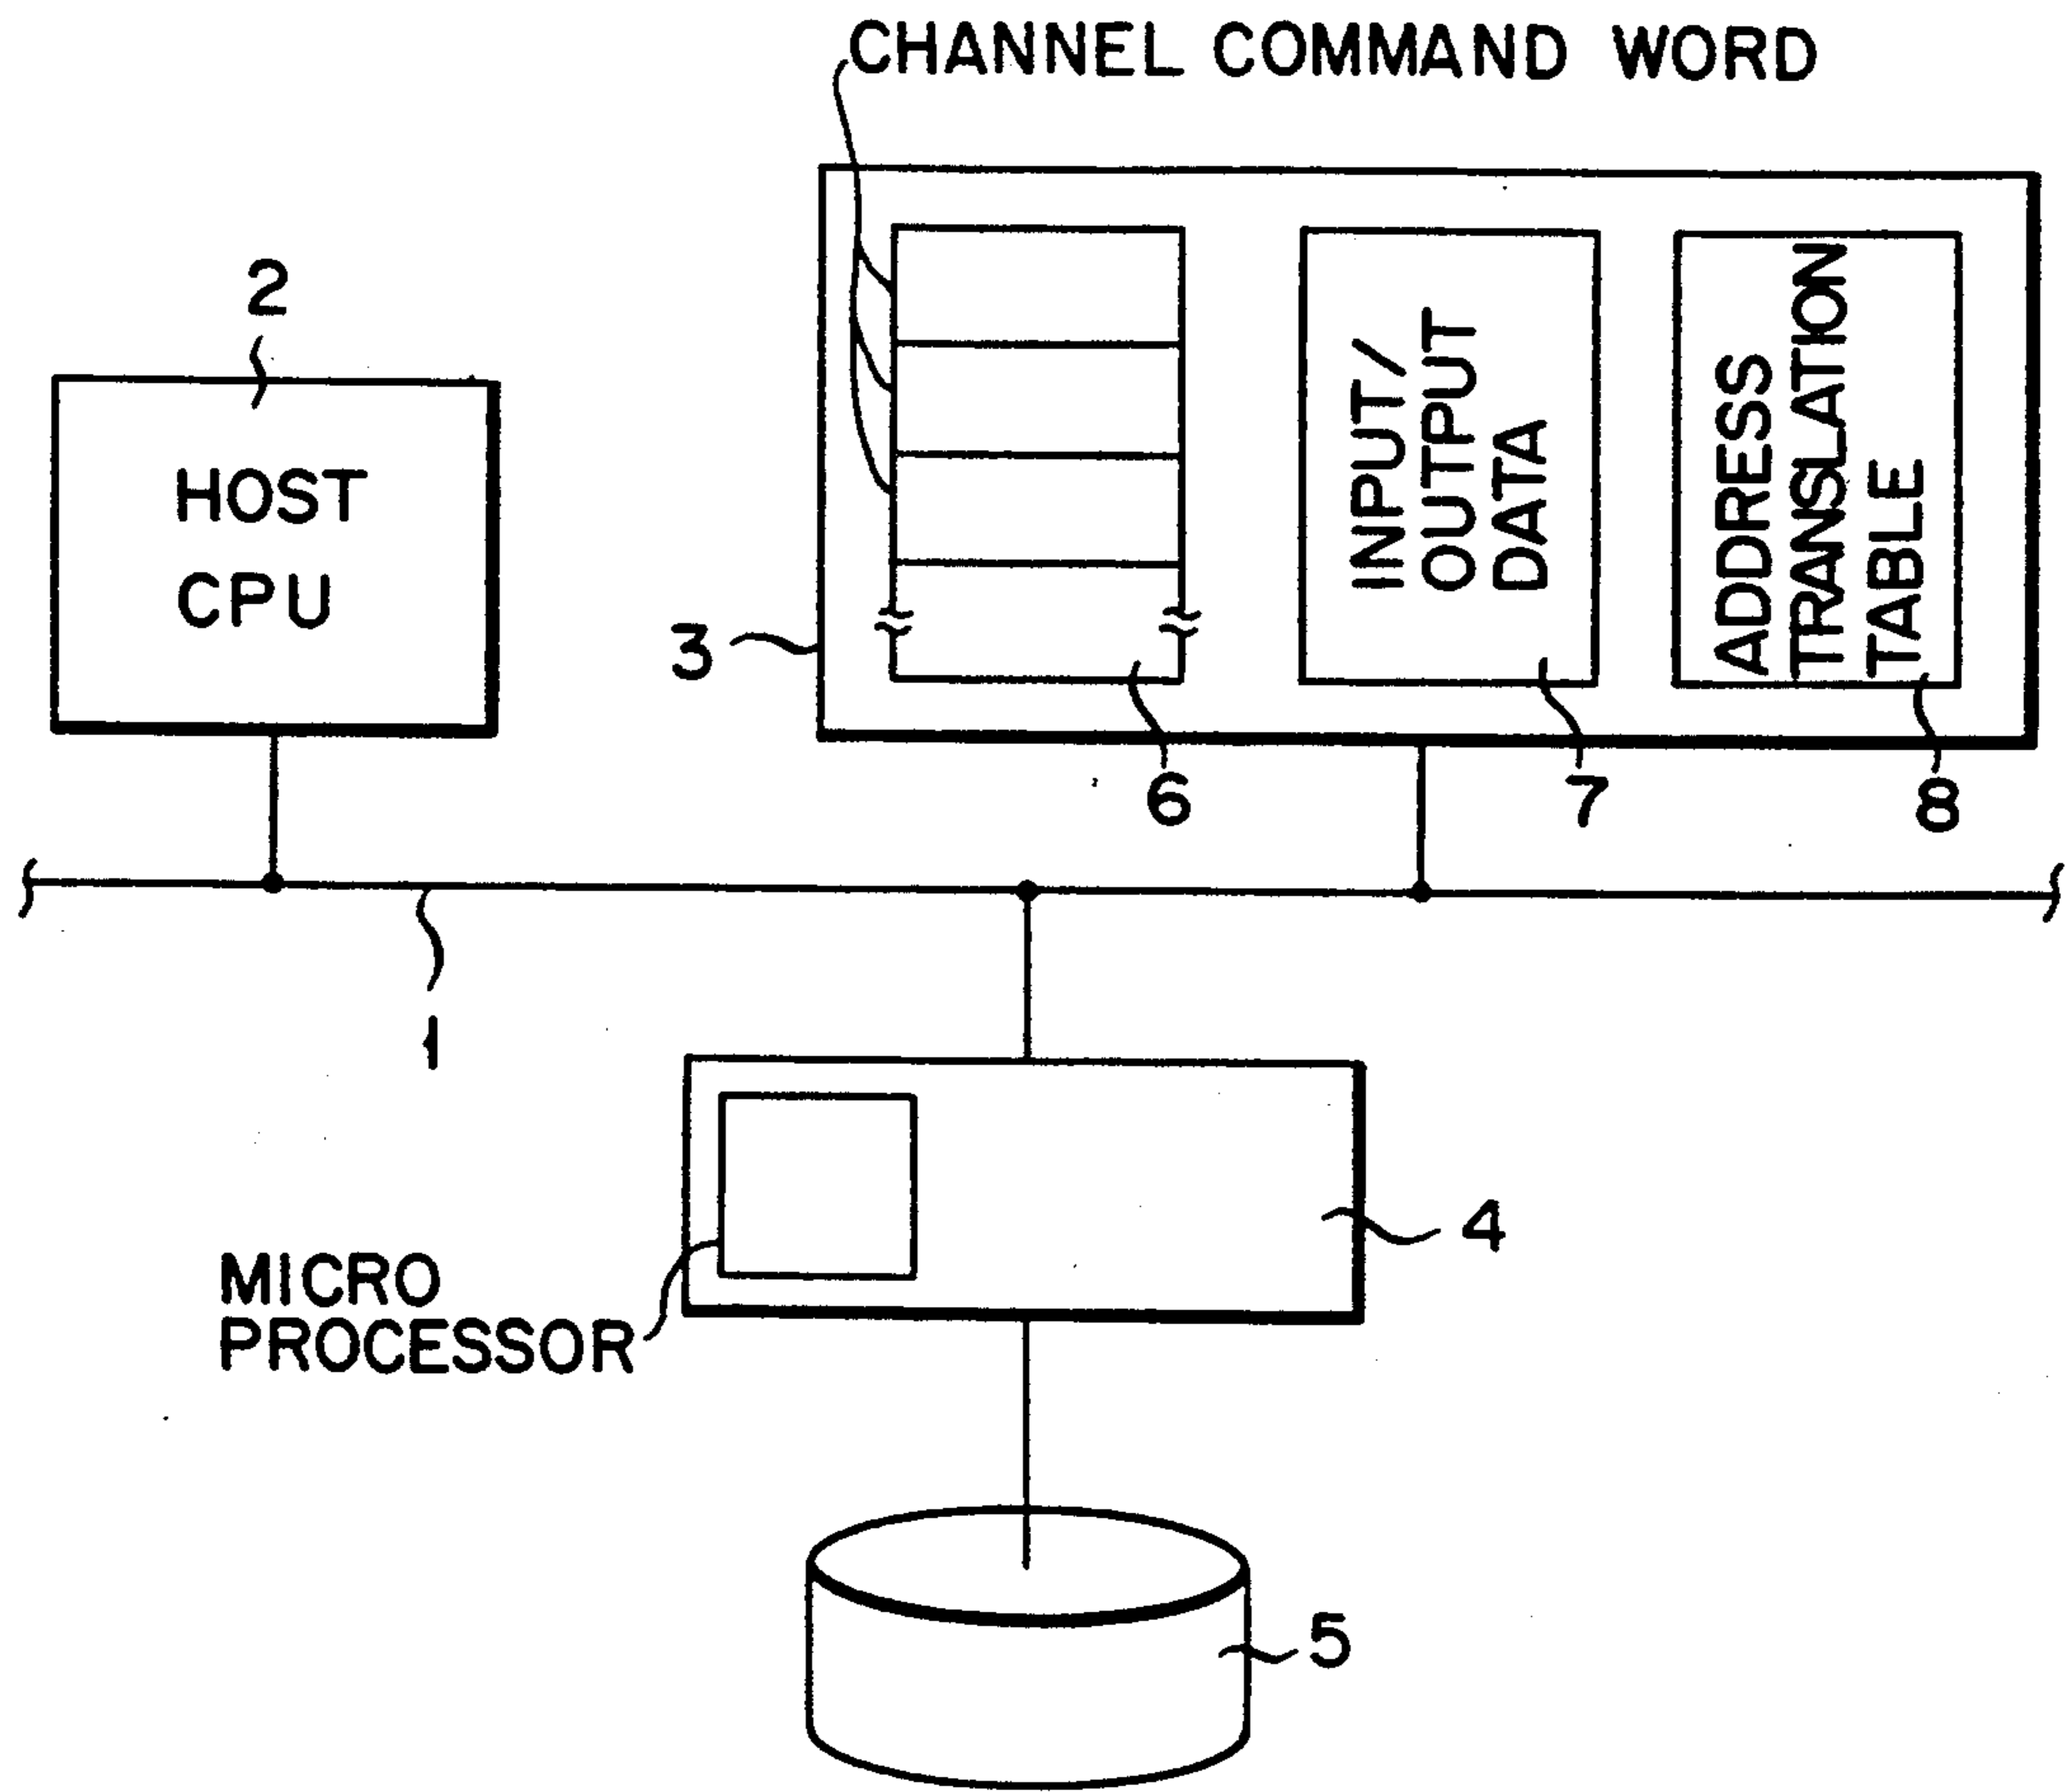 CHANNEL COMMAND WORD
2
HOST
CPU
INPUT/
OUTPUT
DATA
ADDRESS
TRANSLATION
TABLE
3
6
7
8
1
4
MICRO
PROCESSOR
5